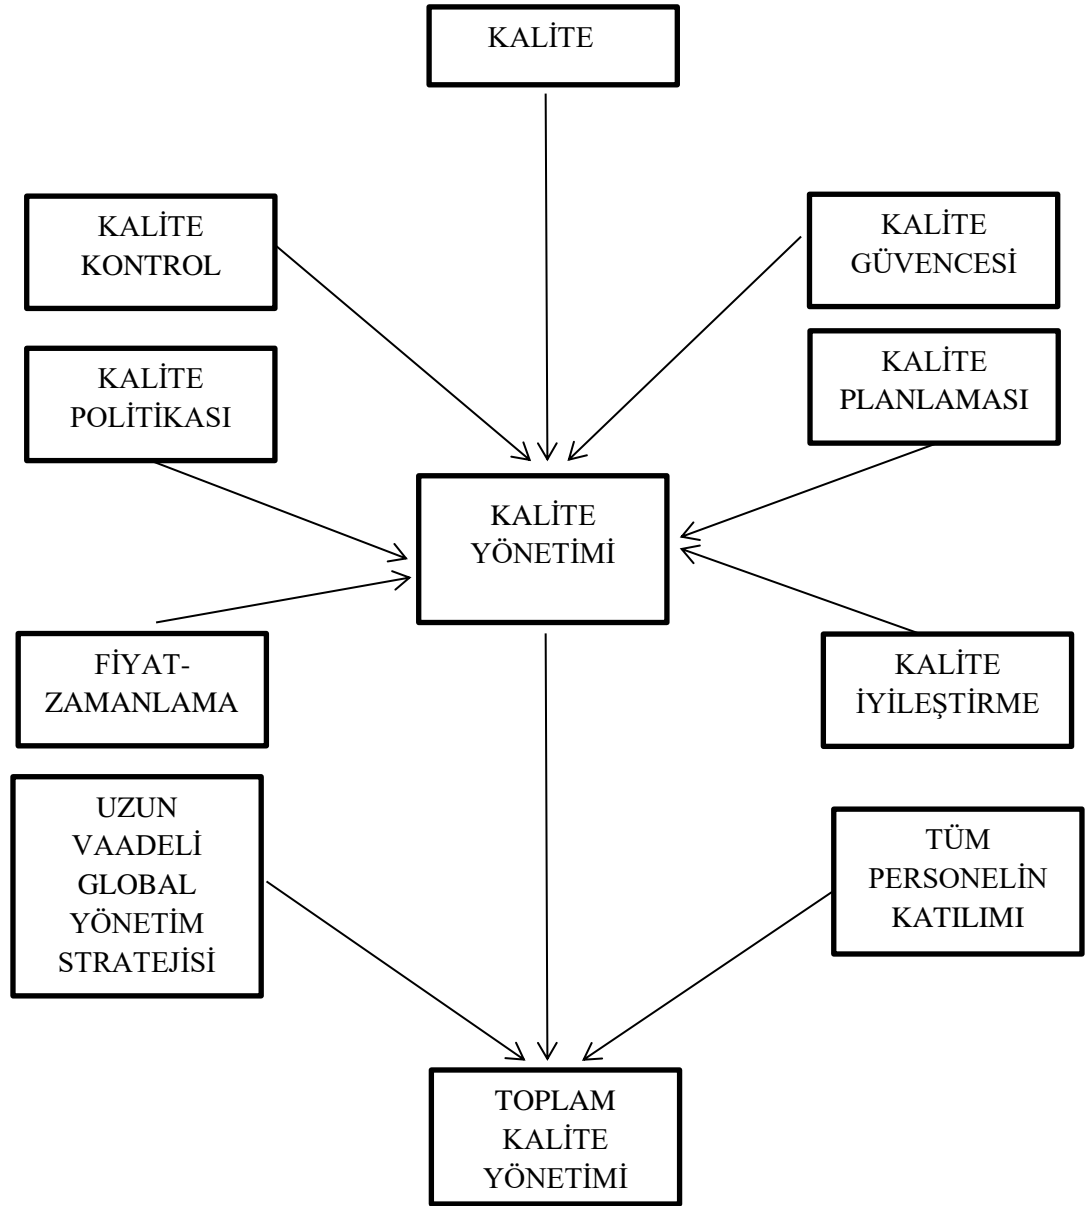 KALİTE
KALİTE
KONTROL
KALİTE
GÜVENCESİ
KALİTE
POLİTİKASI
KALİTE
PLANLAMASI
KALİTE
YÖNETİMİ
FİYAT-
ZAMANLAMA
KALİTE
İYİLEŞTİRME
UZUN
VAADELİ
GLOBAL
YÖNETİM
STRATEJİSİ
TÜM
PERSONELİN
KATILIMI
TOPLAM
KALİTE
YÖNETİMİ